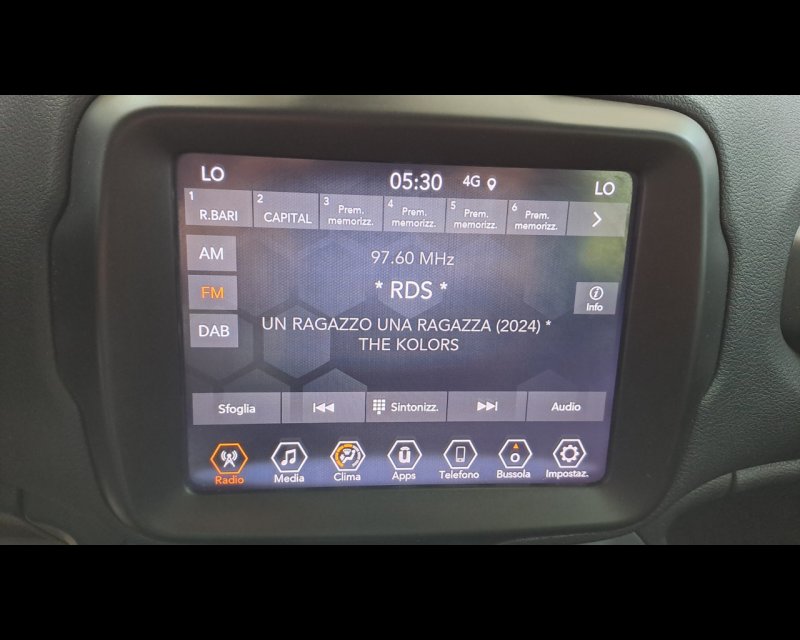 LO 05:30 4G LO
1 R.BARI 2 CAPITAL 3 Prem. memorizz. 4 Prem. memorizz. 5 Prem. memorizz. 6 Prem. memorizz.
AM
97.60 MHz
FM
* RDS *
Info
DAB
UN RAGAZZO UNA RAGAZZA (2024) *
THE KOLORS
Sfoglia Sintonizz. Audio
Radio Media Clima Apps Telefono Bussola Impostaz.